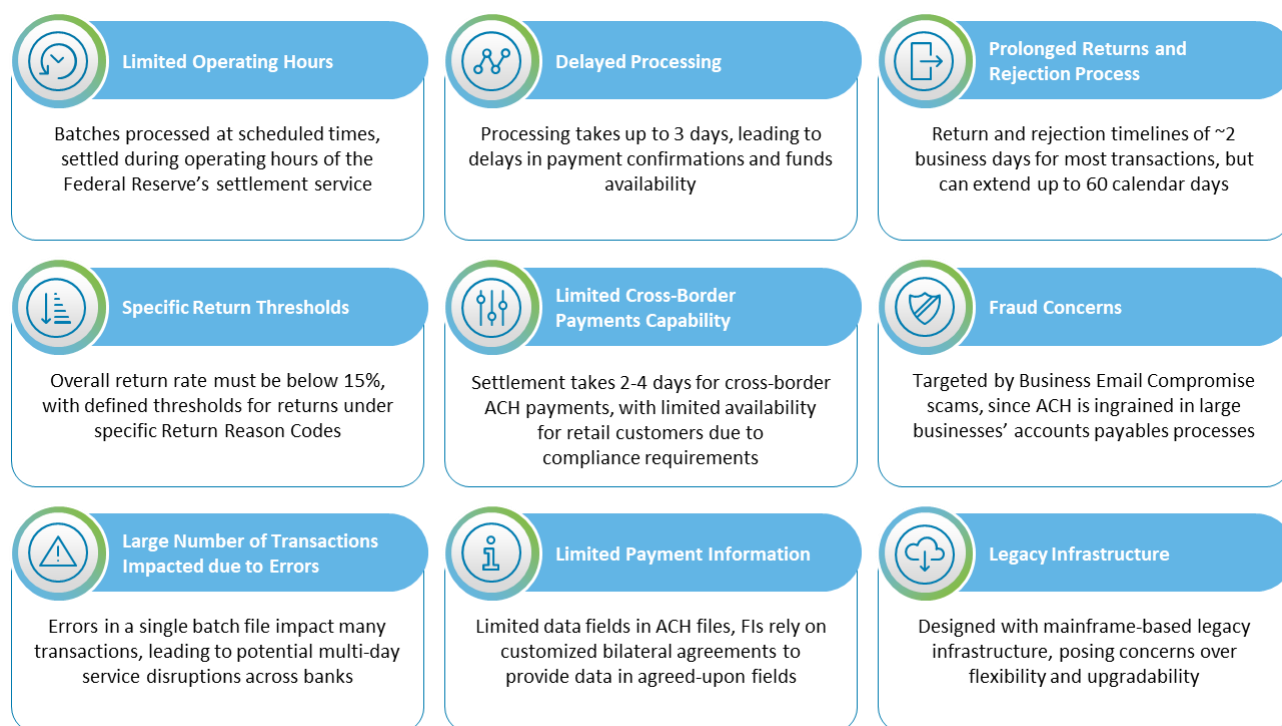 Limited Operating Hours
Batches processed at scheduled times,
settled during operating hours of the
Federal Reserve's settlement service
Delayed Processing
Processing takes up to 3 days, leading to
delays in payment confirmations and funds
availability
Prolonged Returns and
Rejection Process
Return and rejection timelines of ~2
business days for most transactions, but
can extend up to 60 calendar days
Specific Return Thresholds
Overall return rate must be below 15%,
with defined thresholds for returns under
specific Return Reason Codes
Limited Cross-Border
Payments Capability
Settlement takes 2-4 days for cross-border
ACH payments, with limited availability
for retail customers due to
compliance requirements
Fraud Concerns
Targeted by Business Email Compromise
scams, since ACH is ingrained in large
businesses' accounts payables processes
Large Number of Transactions
Impacted due to Errors
Errors in a single batch file impact many
transactions, leading to potential multi-day
service disruptions across banks
Limited Payment Information
Limited data fields in ACH files, FIs rely on
customized bilateral agreements to
provide data in agreed-upon fields
Legacy Infrastructure
Designed with mainframe-based legacy
infrastructure, posing concerns over
flexibility and upgradability